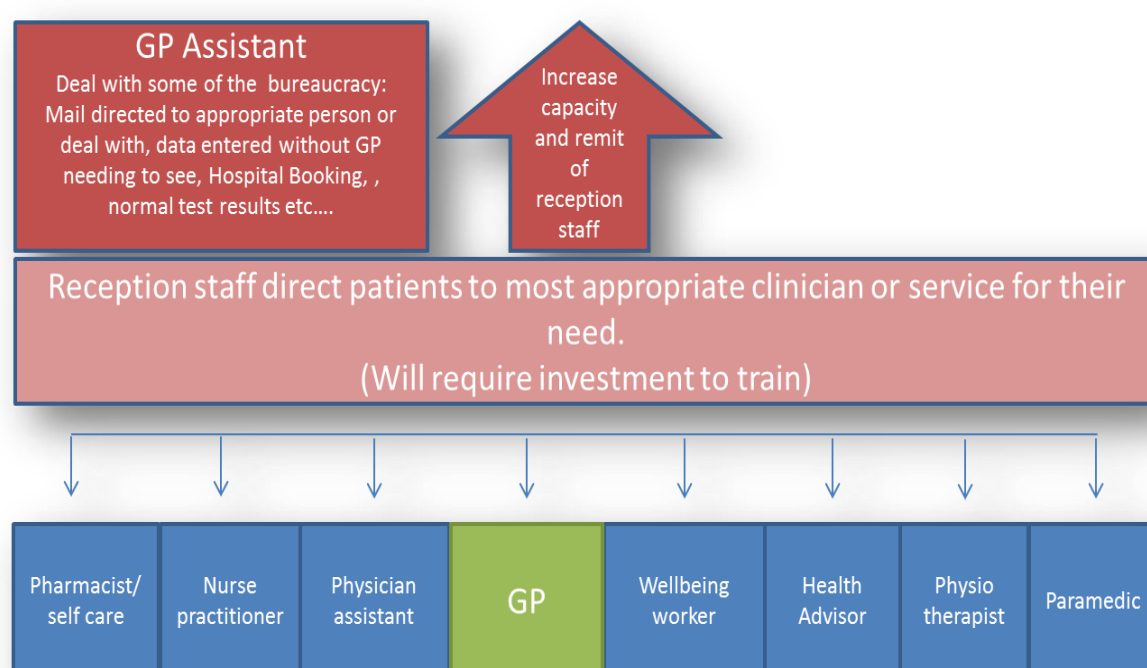 GP Assistant
Deal with some of the  bureaucracy:
Mail directed to appropriate person or
deal with, data entered without GP
needing to see, Hospital Booking, ,
normal test results etc….
Increase
capacity
and remit
of
reception
staff
Reception staff direct patients to most appropriate clinician or service for their
need.
(Will require investment to train)
Pharmacist/
self care
Nurse
practitioner
Physician
assistant
GP
Wellbeing
worker
Health
Advisor
Physio
therapist
Paramedic